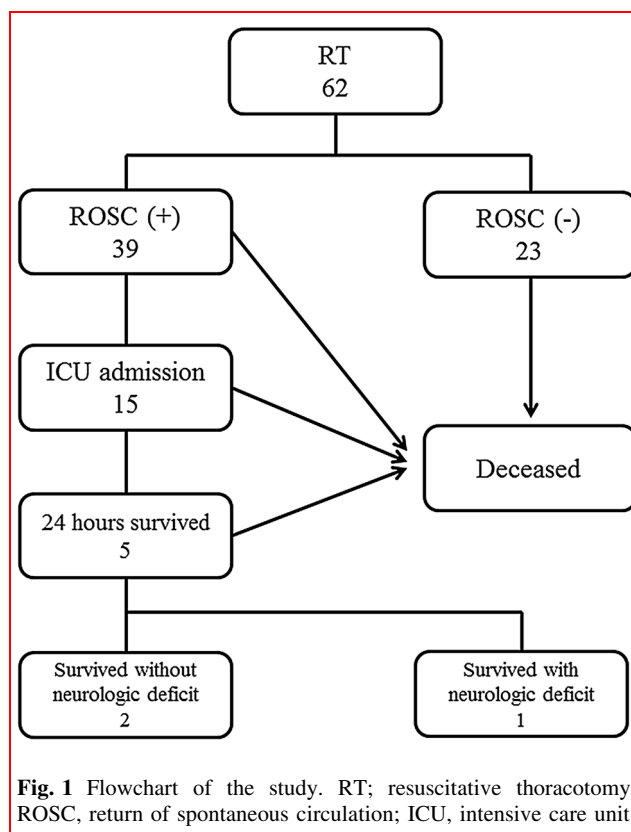 RT
62
ROSC (+)
39
ROSC (-)
23
ICU admission
15
Deceased
24 hours survived
5
Survived without
neurologic deficit
2
Survived with
neurologic deficit
1
Fig. 1 Flowchart of the study. RT; resuscitative thoracotomy
ROSC, return of spontaneous circulation; ICU, intensive care unit